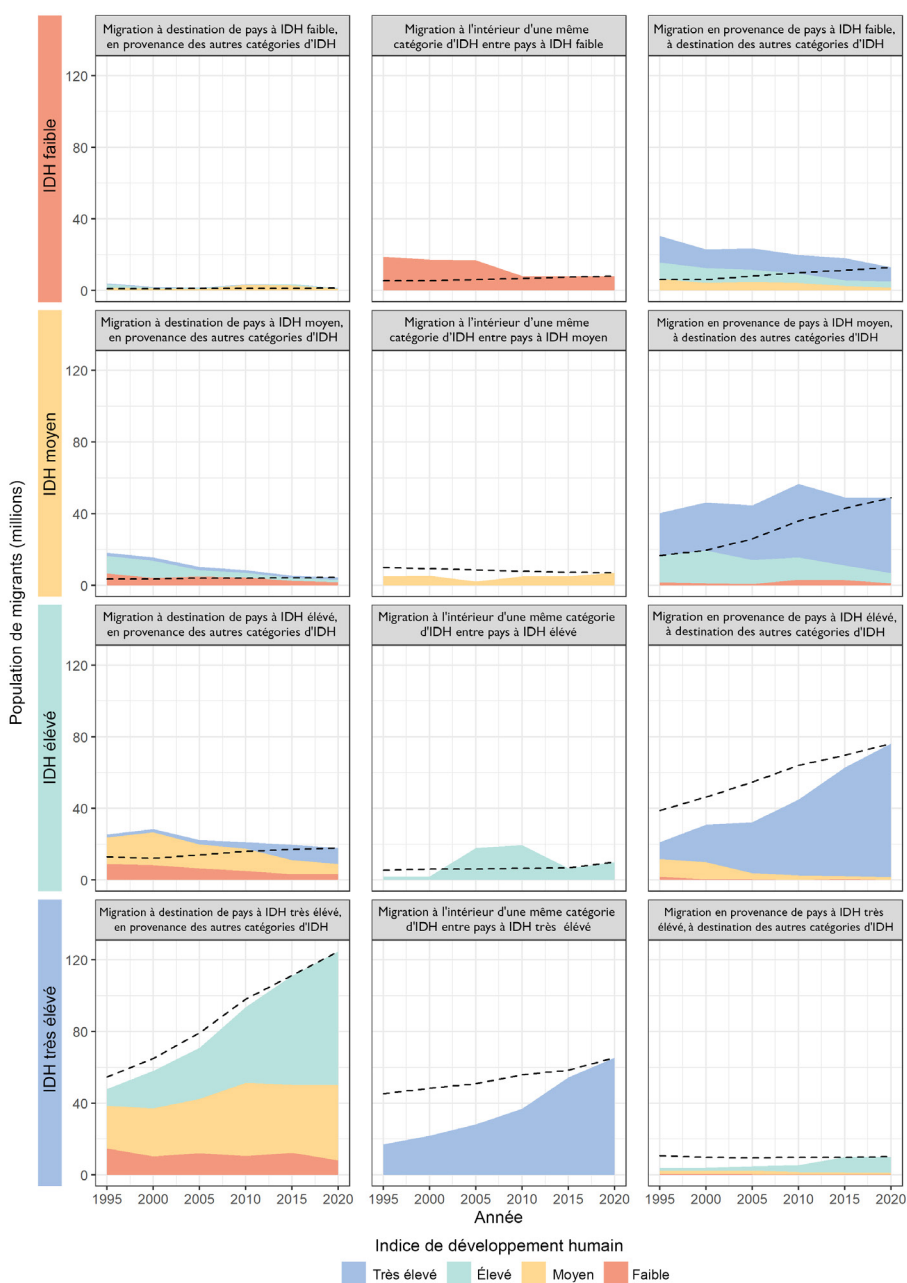 Population de migrants (millions)
IDH faible
Migration à destination de pays à IDH faible,
en provenance des autres catégories d'IDH
Migration à l'intérieur d'une même
catégorie d'IDH entre pays à IDH faible
Migration en provenance de pays à IDH faible,
à destination des autres catégories d'IDH
120
80
40
0
IDH moyen
Migration à destination de pays à IDH moyen,
en provenance des autres catégories d'IDH
Migration à l'intérieur d'une même
catégorie d'IDH entre pays à IDH moyen
Migration en provenance de pays à IDH moyen,
à destination des autres catégories d'IDH
120
80
40
0
IDH élévé
Migration à destination de pays à IDH élévé,
en provenance des autres catégories d'IDH
Migration à l'intérieur d'une même catégorie
d'IDH entre pays à IDH élévé
Migration en provenance de pays à IDH élévé,
à destination des autres catégories d'IDH
120
80
40
0
IDH très élévé
Migration à destination de pays à IDH très élévé,
en provenance des autres catégories d'IDH
Migration à l'intérieur d'une même catégorie
d'IDH entre pays à IDH très élévé
Migration en provenance de pays à IDH très
élévé, à destination des autres catégories d'IDH
120
80
40
0
1995 2000 2005 2010 2015 2020
1995 2000 2005 2010 2015 2020
1995 2000 2005 2010 2015 2020
Année
Indice de développement humain
Très élevé Élevé Moyen Faible